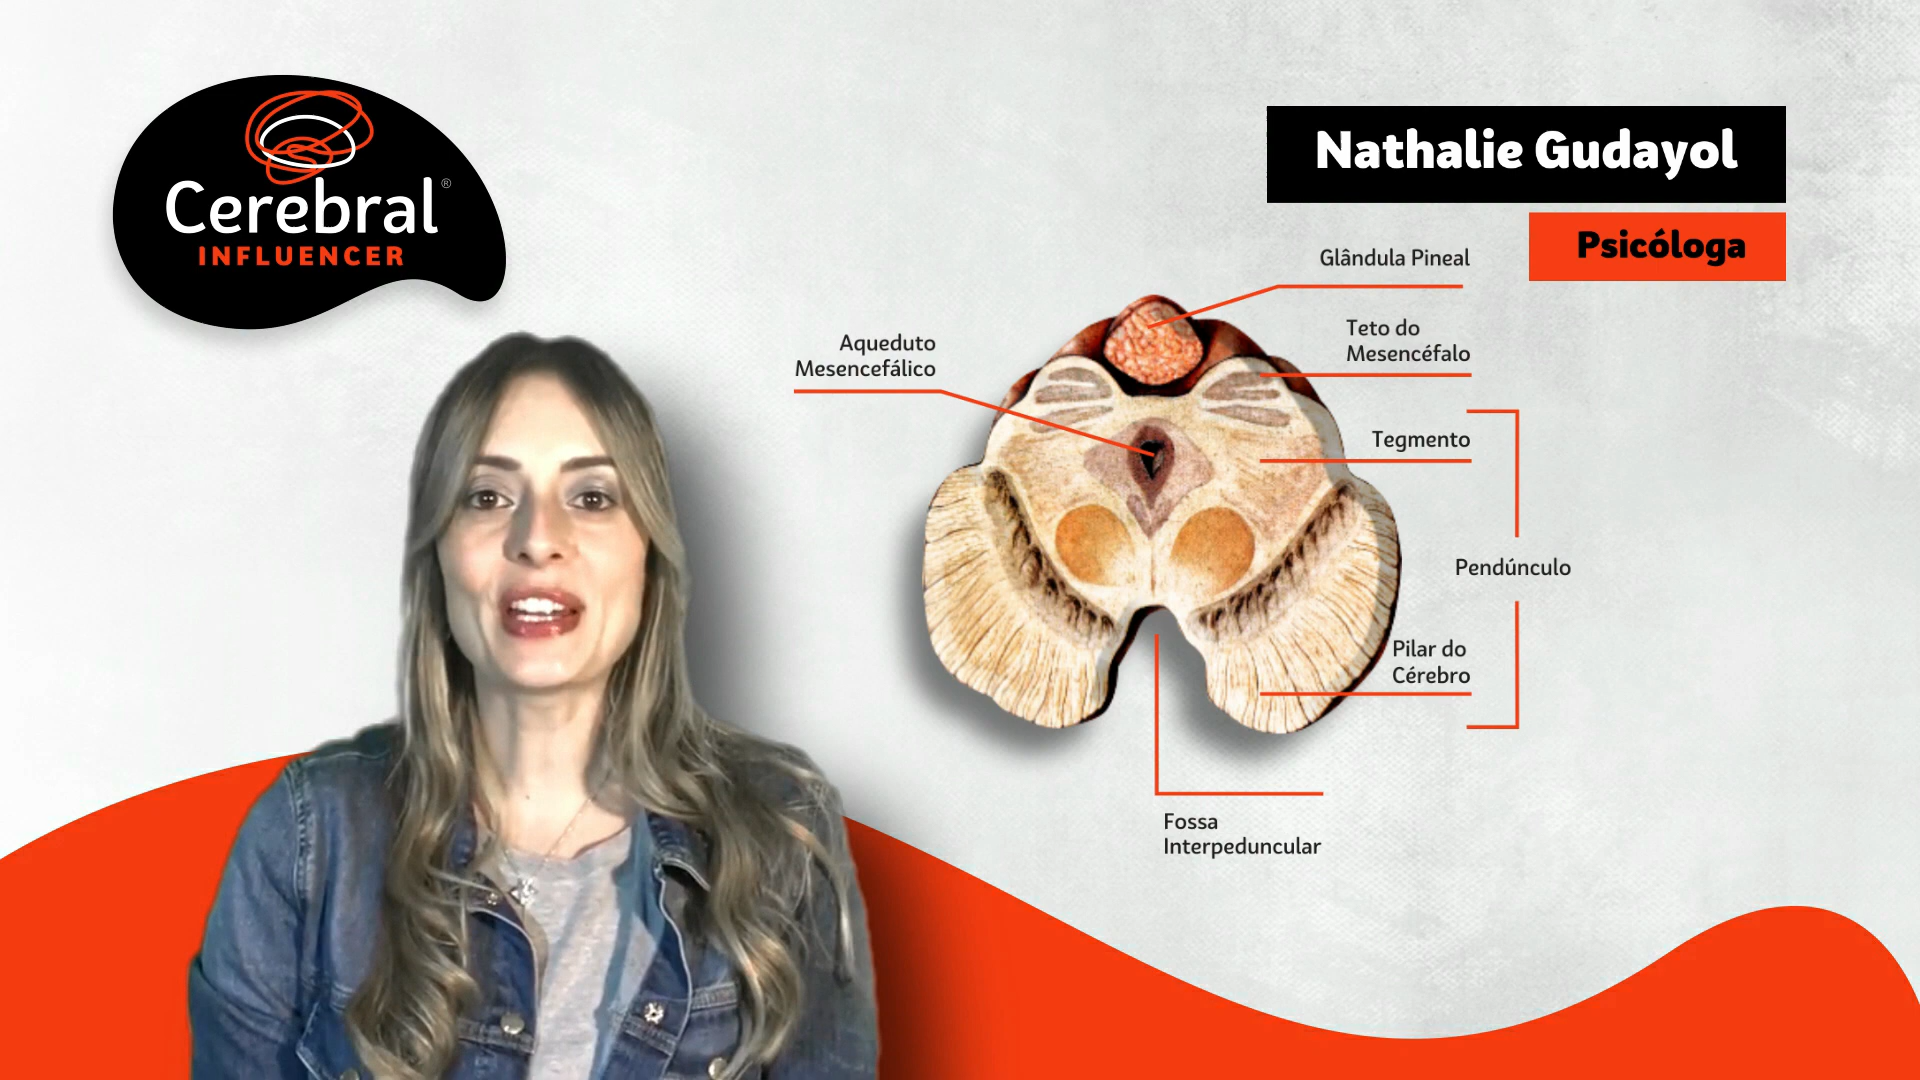 Cerebral®
INFLUENCER
Nathalie Gudayol
Psicóloga
Glândula Pineal
Teto do
Mesencéfalo
Aqueduto
Mesencefálico
Tegmento
Pendúnculo
Pilar do
Cérebro
Fossa
Interpeduncular